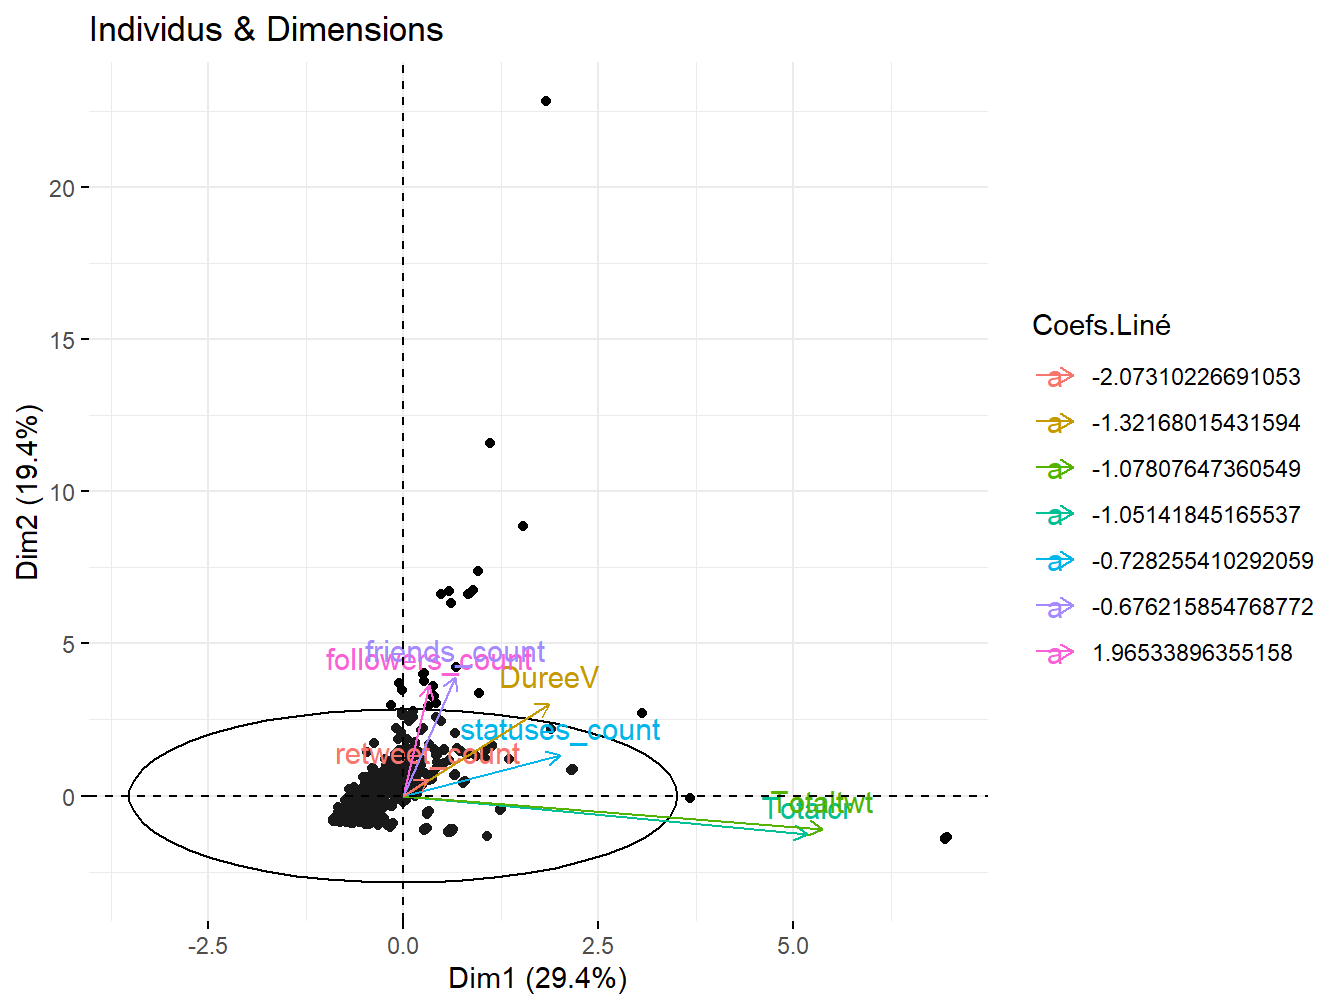 Individus & Dimensions
20
15
10
5
0
Dim2 (19.4%)
friends_count
followers_count
DureeV
statuses_count
retweet_count
Totaltwt
-2.5
0.0
2.5
5.0
Dim1 (29.4%)
Coefs.Liné
a -2.07310226691053
a -1.32168015431594
a -1.07807647360549
a -1.05141845165537
a -0.728255410292059
a -0.676215854768772
a 1.96533896355158